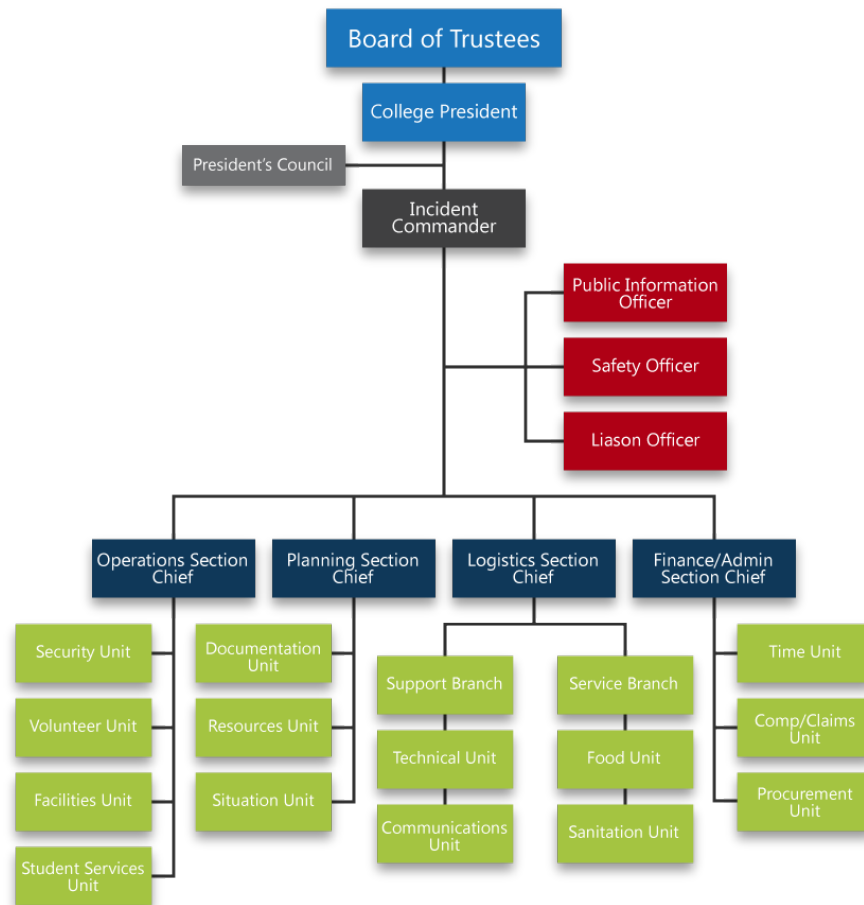 Board of Trustees
College President
President's Council
Incident
Commander
Public Information
Officer
Safety Officer
Liason Officer
Operations Section
Chief
Planning Section
Chief
Logistics Section
Chief
Finance/Admin
Section Chief
Security Unit
Volunteer Unit
Facilities Unit
Student Services
Unit
Documentation
Unit
Resources Unit
Situation Unit
Support Branch
Technical Unit
Communications
Unit
Service Branch
Food Unit
Sanitation Unit
Time Unit
Comp/Claims
Unit
Procurement
Unit